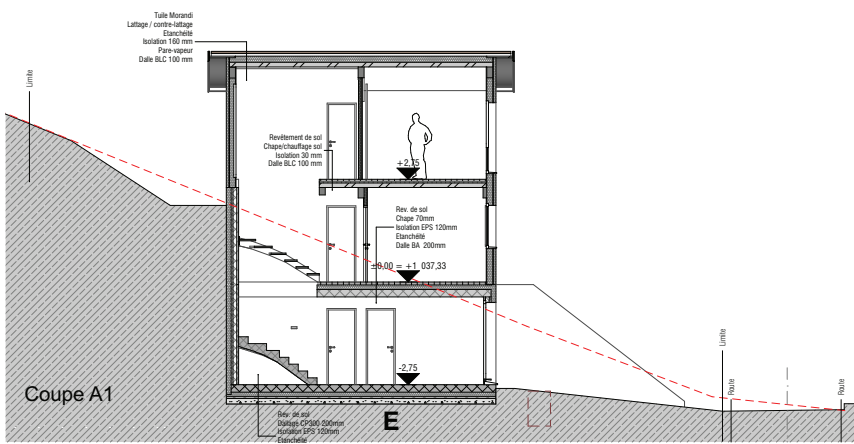 Tuile Morandi
Lattage / contre-lattage
Etanchéité
Isolation 160 mm
Pare-vapeur
Dalle BLC 100 mm
Limite
Revêtement de sol
Chape/chauffage sol
Isolation 30 mm
Dalle BLC 100 mm
+2,75
Rev. de sol
Chape 70mm
Isolation EPS 120mm
Etanchéité
Dalle BA 200mm
±0,00 = +1 037,33
-2,75
Limite
Route
Route
Coupe A1
Rev. de sol
Dallage CP300 200mm
Isolation EPS 120mm
Etanchéité
E